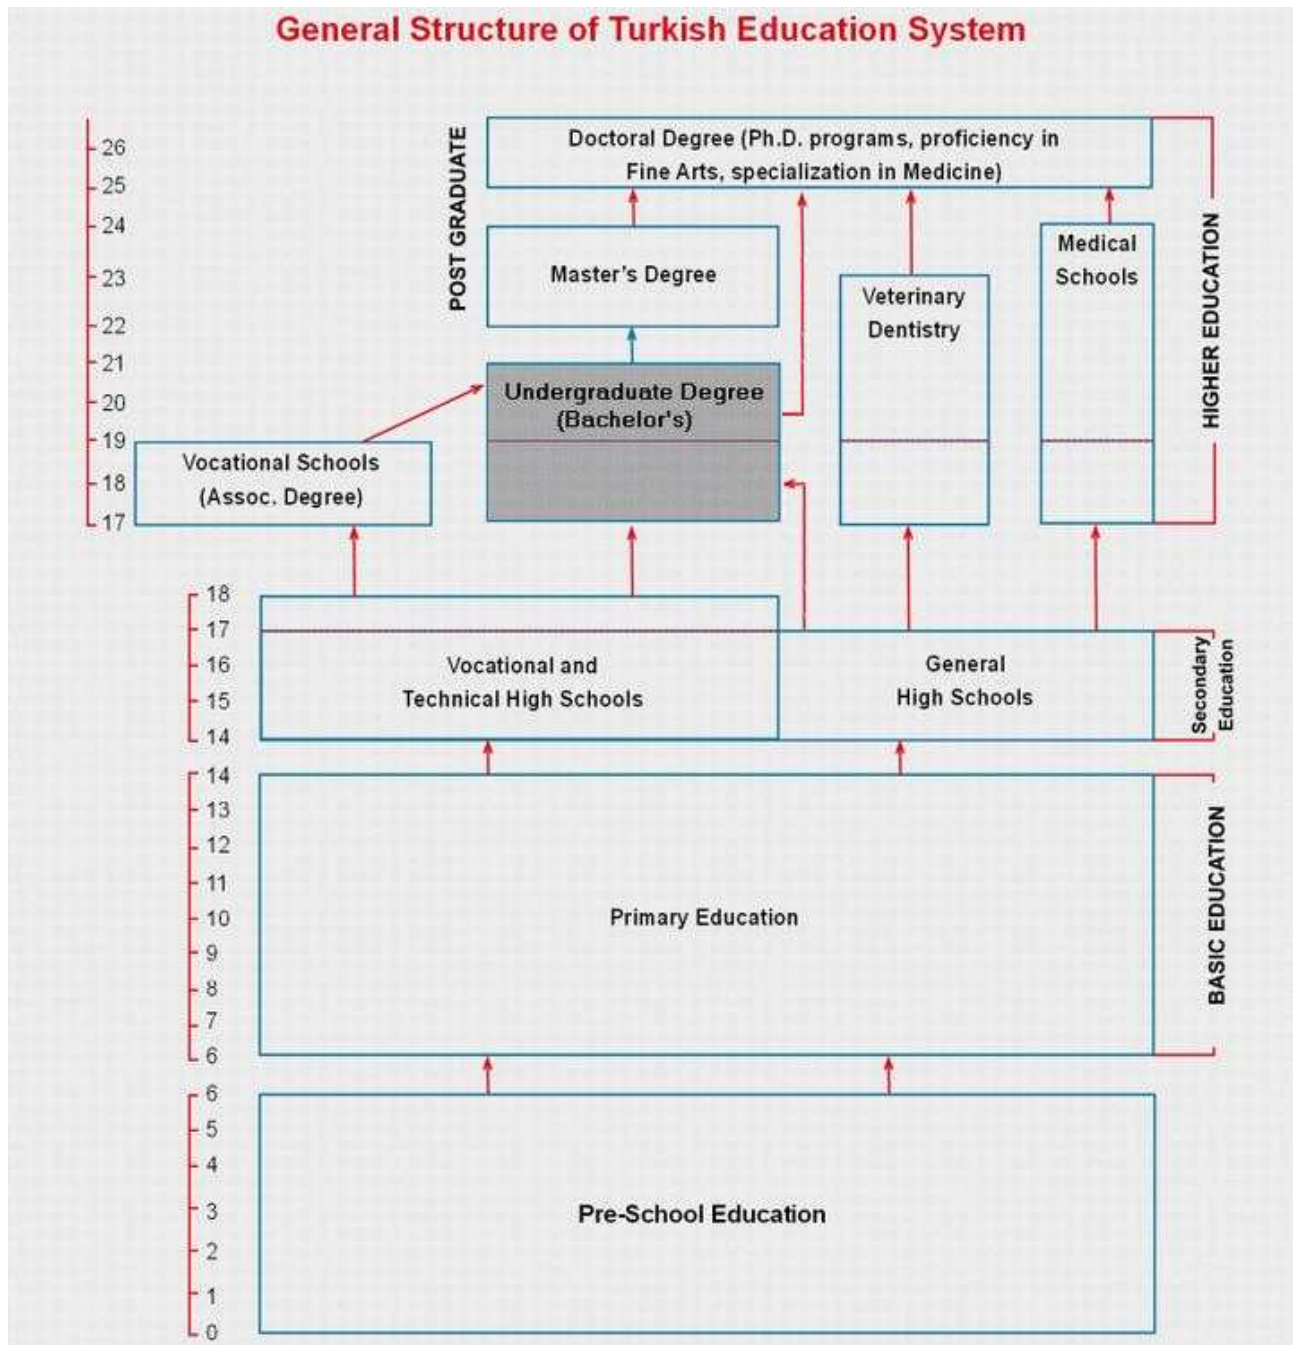 General Structure of Turkish Education System
26
25
24
23
22
21
20
19
18
17
POST GRADUATE
Doctoral Degree (Ph.D. programs, proficiency in
Fine Arts, specialization in Medicine)
Master's Degree
Medical
Schools
Veterinary
Dentistry
Undergraduate Degree
(Bachelor's)
Vocational Schools
(Assoc. Degree)
HIGHER EDUCATION
18
17
16
15
14
Vocational and
Technical High Schools
General
High Schools
Secondary
Education
14
13
12
11
10
9
8
7
6
Primary Education
BASIC EDUCATION
6
5
4
3
2
1
0
Pre-School Education